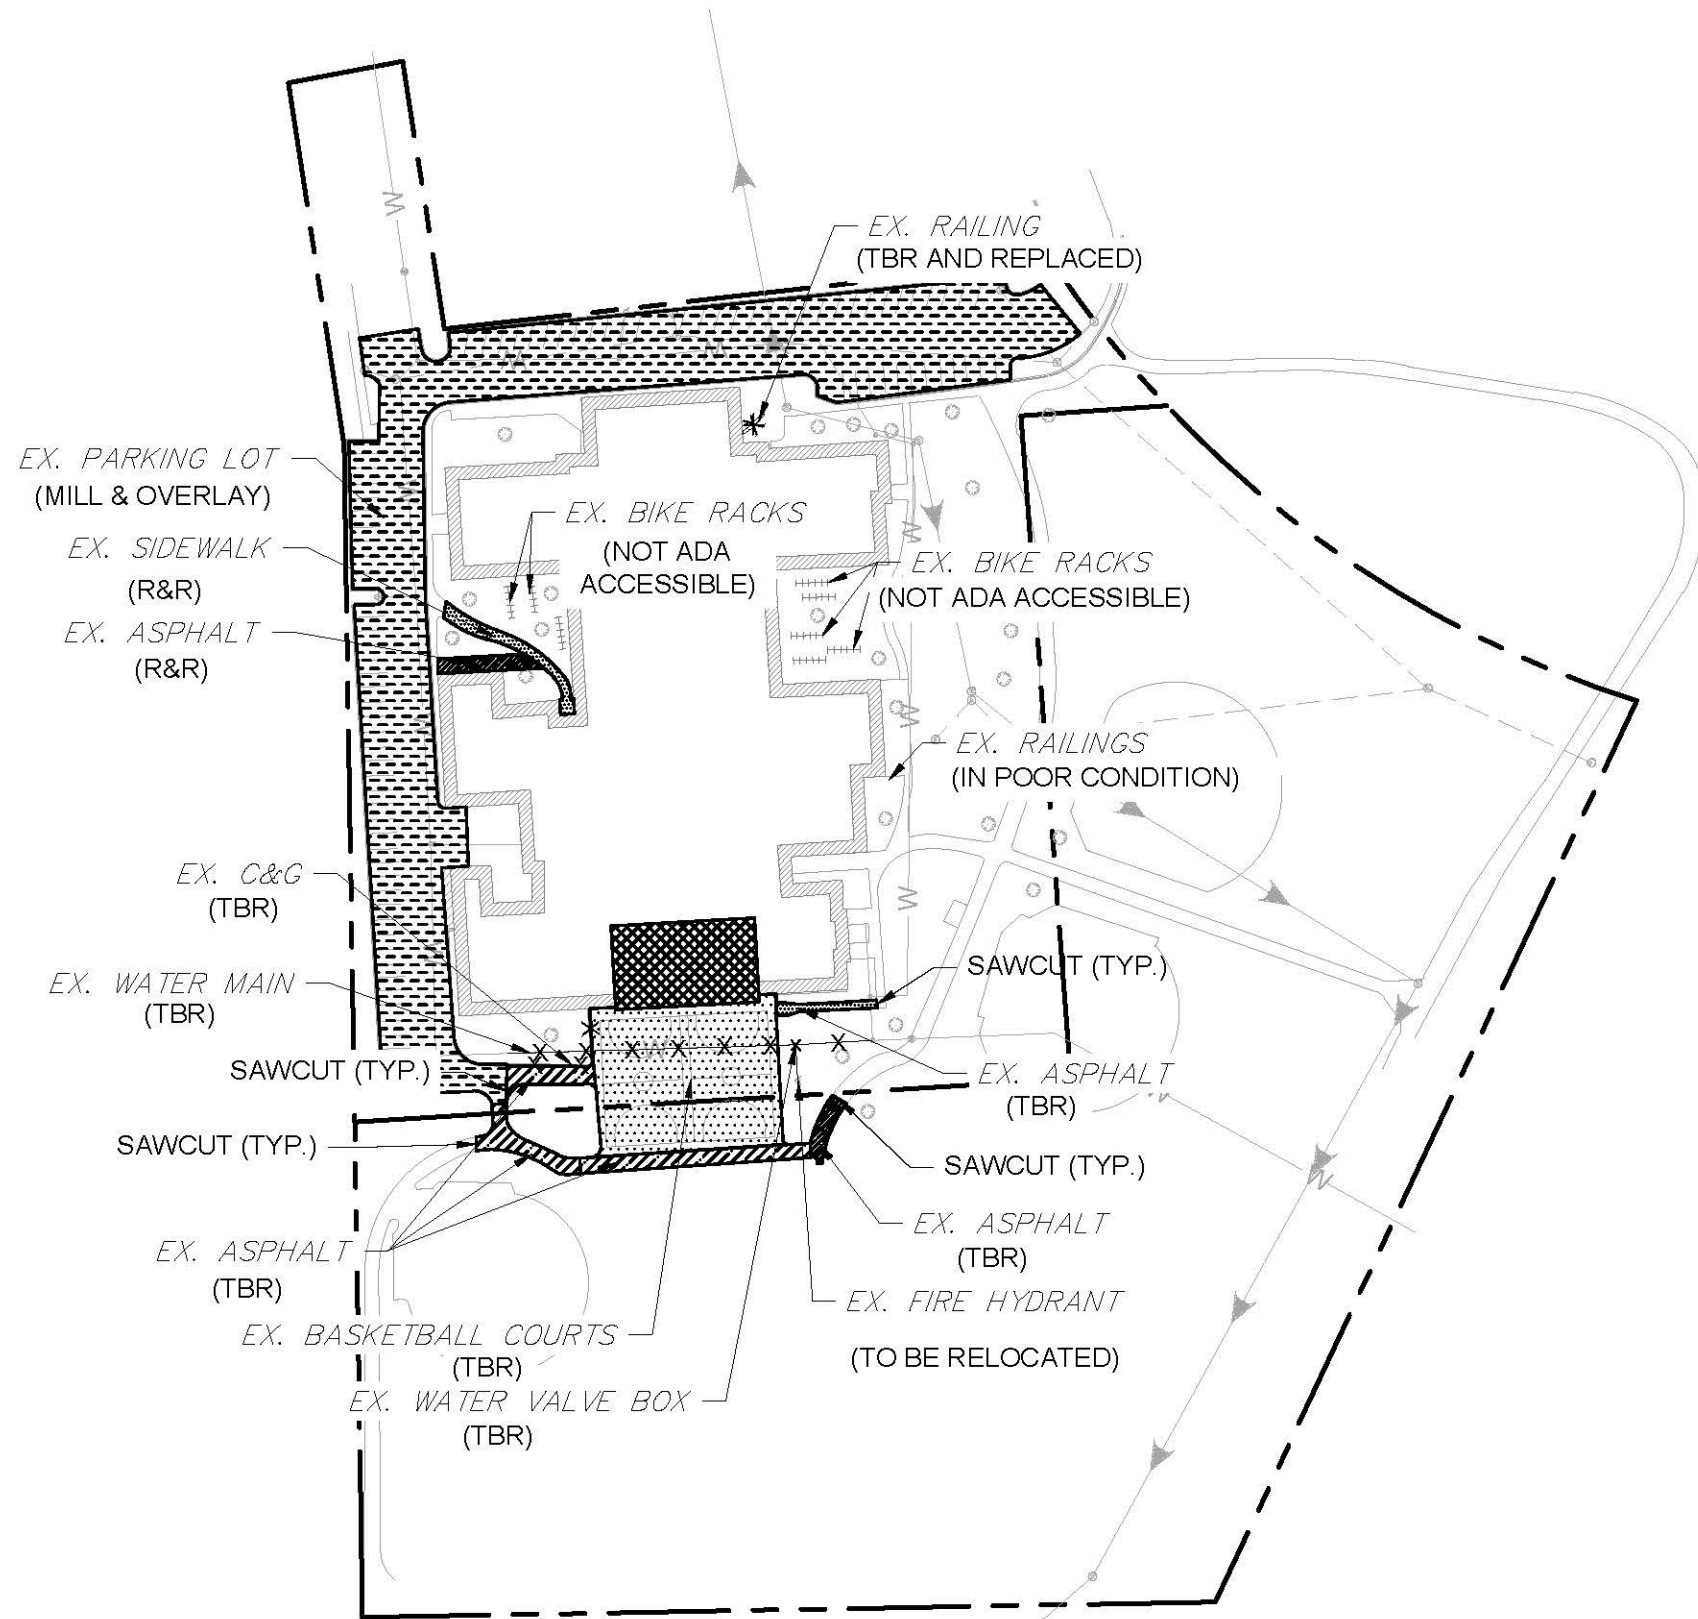 W
EX. RAILING
(TBR AND REPLACED)
W
W
EX. PARKING LOT
(MILL & OVERLAY)
EX. SIDEWALK
(R&R)
EX. ASPHALT
(R&R)
EX. BIKE RACKS
(NOT ADA
ACCESSIBLE)
W
EX. BIKE RACKS
(NOT ADA ACCESSIBLE)
W
EX. RAILINGS
(IN POOR CONDITION)
EX. C&G
(TBR)
W
EX. WATER MAIN
(TBR)
SAWCUT (TYP.)
SAWCUT (TYP.)
W
EX. ASPHALT
(TBR)
W
SAWCUT (TYP.)
SAWCUT (TYP.)
W
EX. ASPHALT
(TBR)
EX. ASPHALT
(TBR)
EX. FIRE HYDRANT
(TO BE RELOCATED)
EX. BASKETBALL COURTS
(TBR)
EX. WATER VALVE BOX
(TBR)